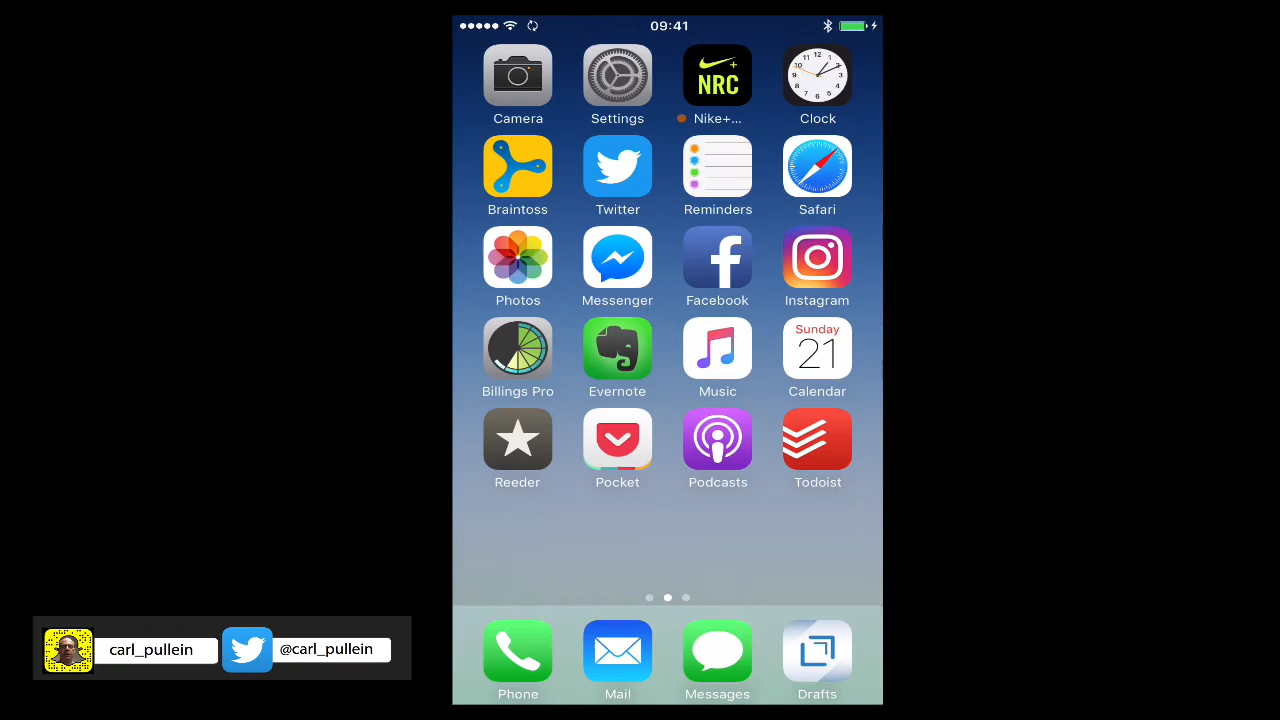 09:41
NRC
Camera Settings Nike+... Clock
Braintoss Twitter Reminders Safari
Photos Messenger Facebook Instagram
Sunday
21
Billings Pro Evernote Music Calendar
Reeder Pocket Podcasts Todoist
carl_pullein @carl_pullein
Phone Mail Messages Drafts